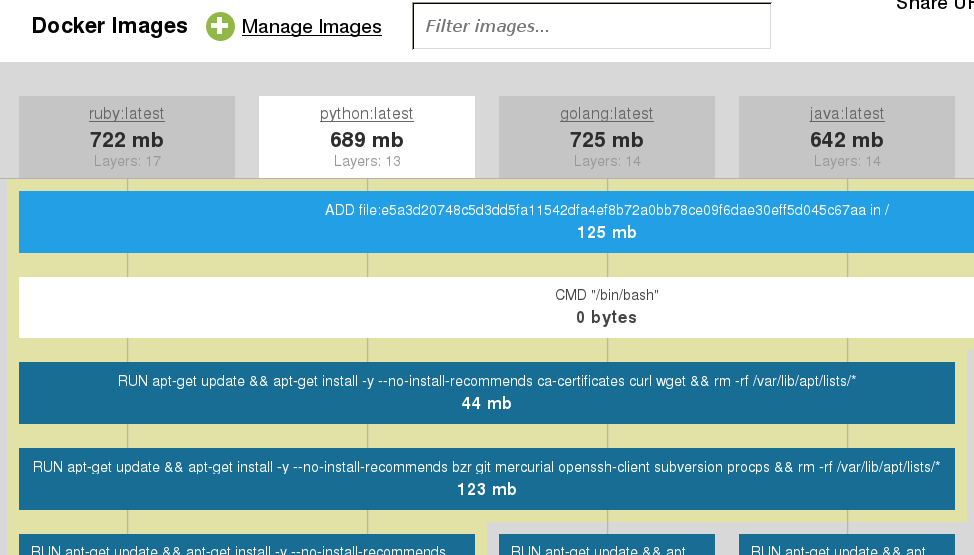 Share UR
Docker Images Manage Images Filter images...
ruby:latest python:latest golang:latest java:latest
722 mb 689 mb 725 mb 642 mb
Layers: 17 Layers: 13 Layers: 14 Layers: 14
ADD file:e5a3d20748c5d3dd5fa11542dfa4ef8b72a0bb78ce09f6dae30eff5d045c67aa in /
125 mb
CMD "/bin/bash"
0 bytes
RUN apt-get update && apt-get install -y --no-install-recommends ca-certificates curl wget && rm -rf /var/lib/apt/lists/*
44 mb
RUN apt-get update && apt-get install -y --no-install-recommends bzr git mercurial openssh-client subversion procps && rm -rf /var/lib/apt/lists/*
123 mb
RUN apt-get update && apt-get install -y --no-install-recommends RUN apt-get update && apt RUN apt-get update && apt